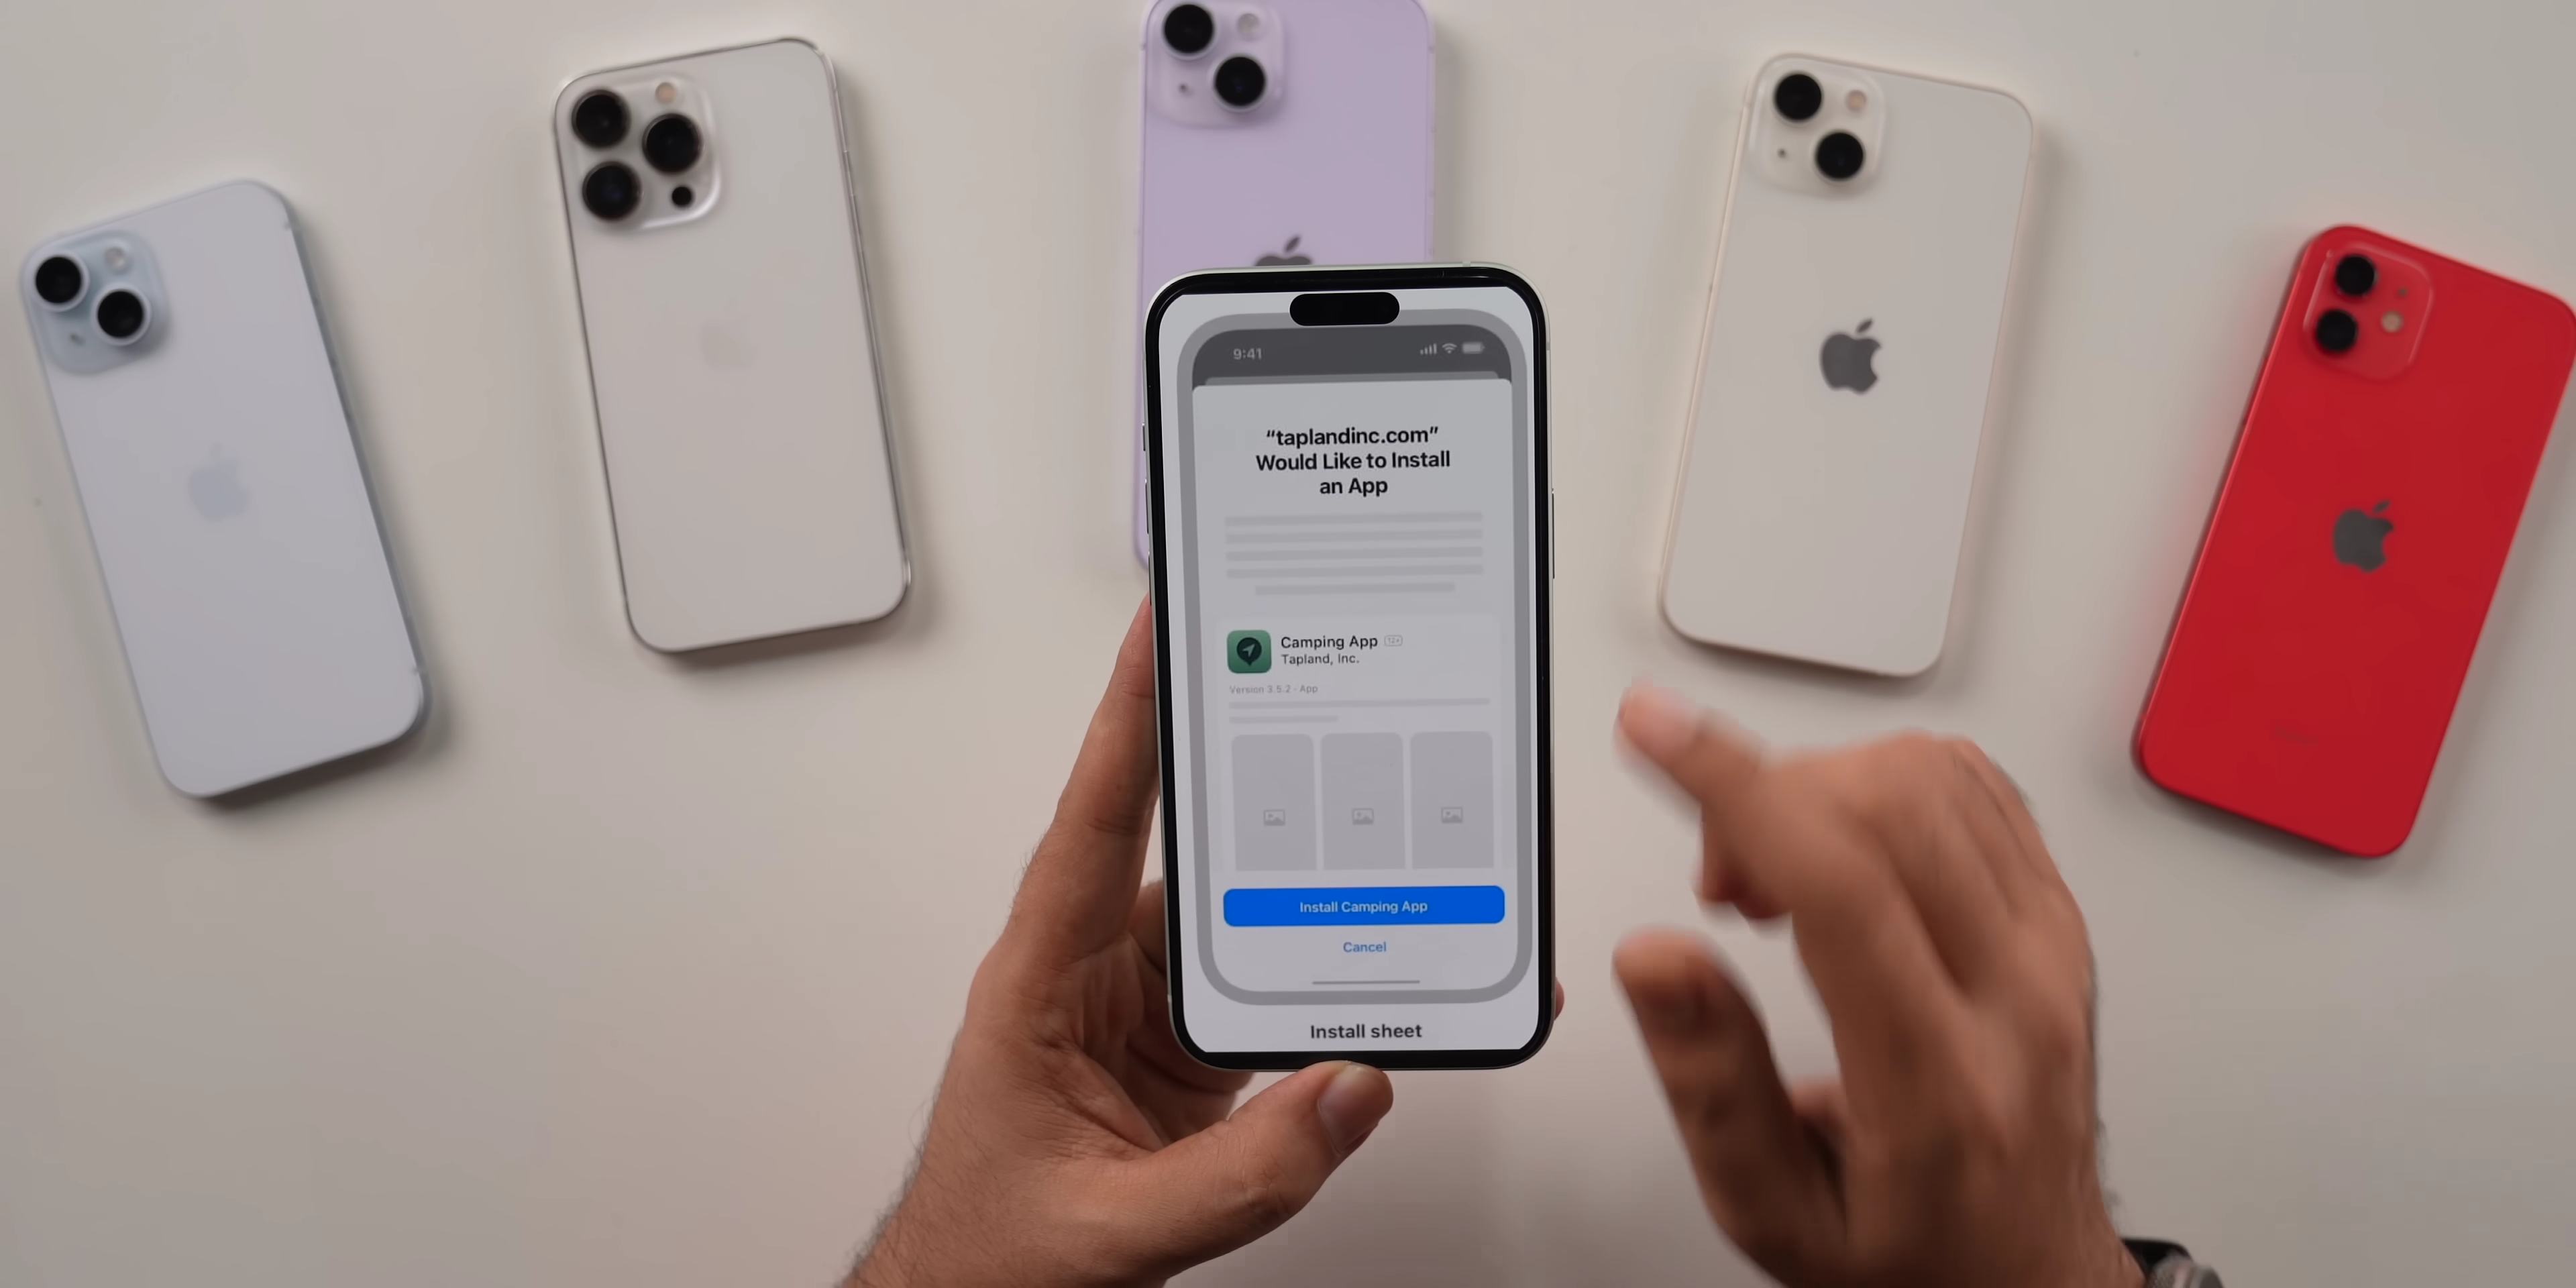 9:41
“taplandinc.com”
Would Like to Install
an App
Camping App 12+
Tapland, Inc.
Version 3.5.2 · App
Install Camping App
Cancel
Install sheet